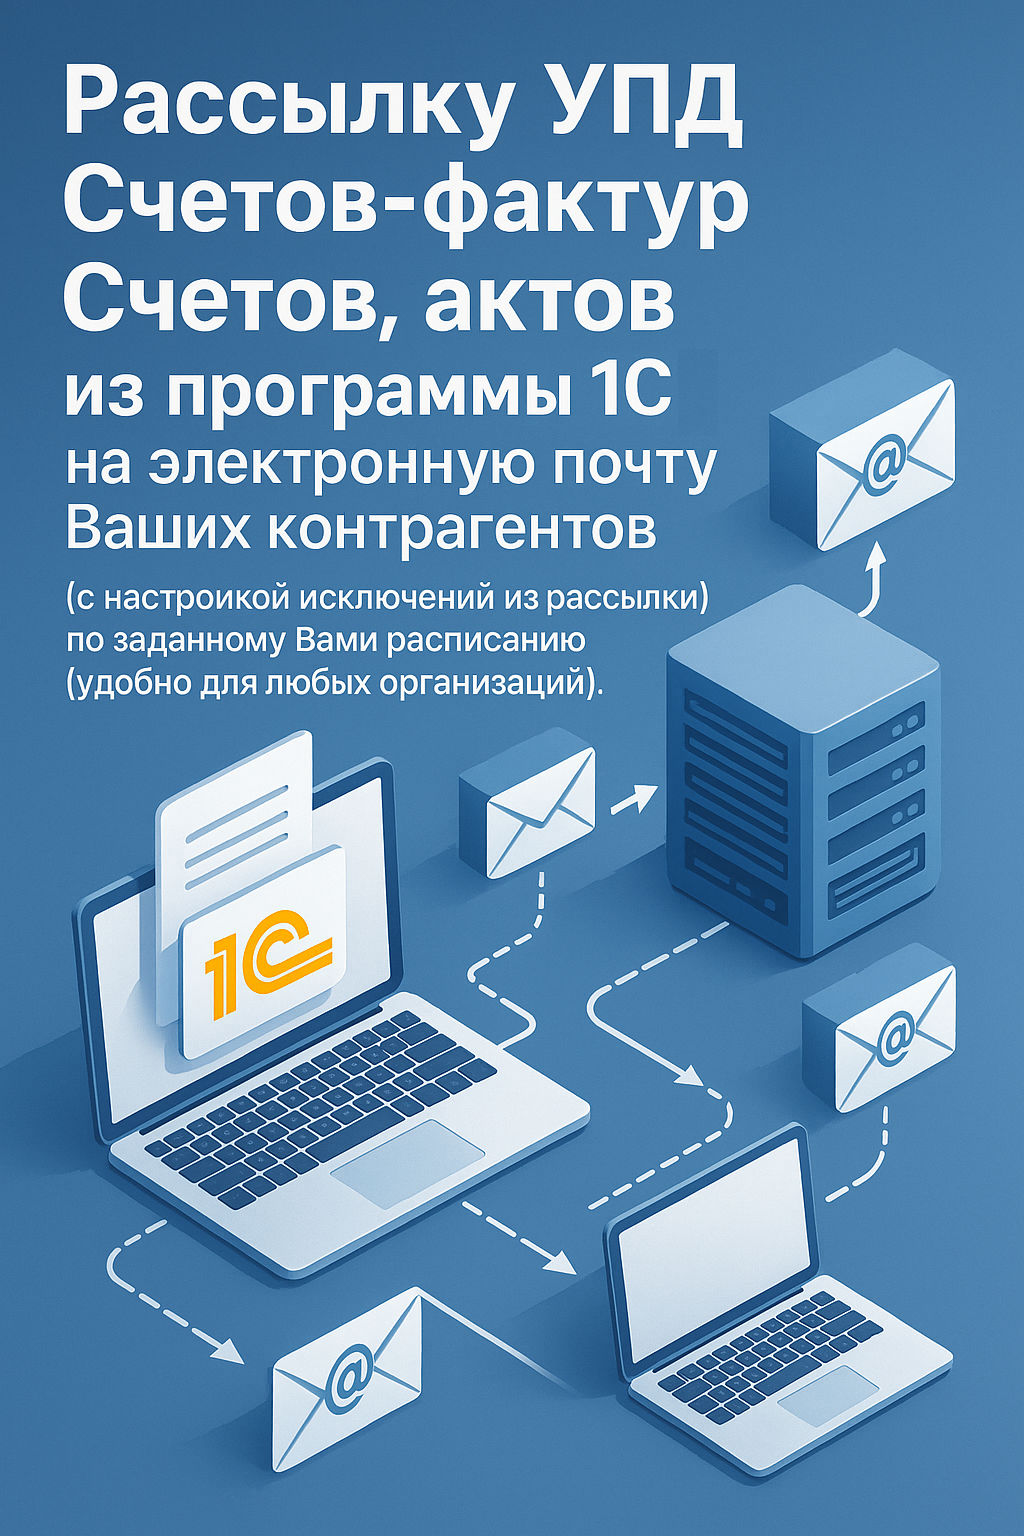 Рассылку УПД
Счетов-фактур
Счетов, актов
из программы 1С
на электронную почту
Ваших контрагентов
(с настроикой исключений из рассылки)
по заданному Вами расписанию
(удобно для любых организаций).
1С
@
@
@